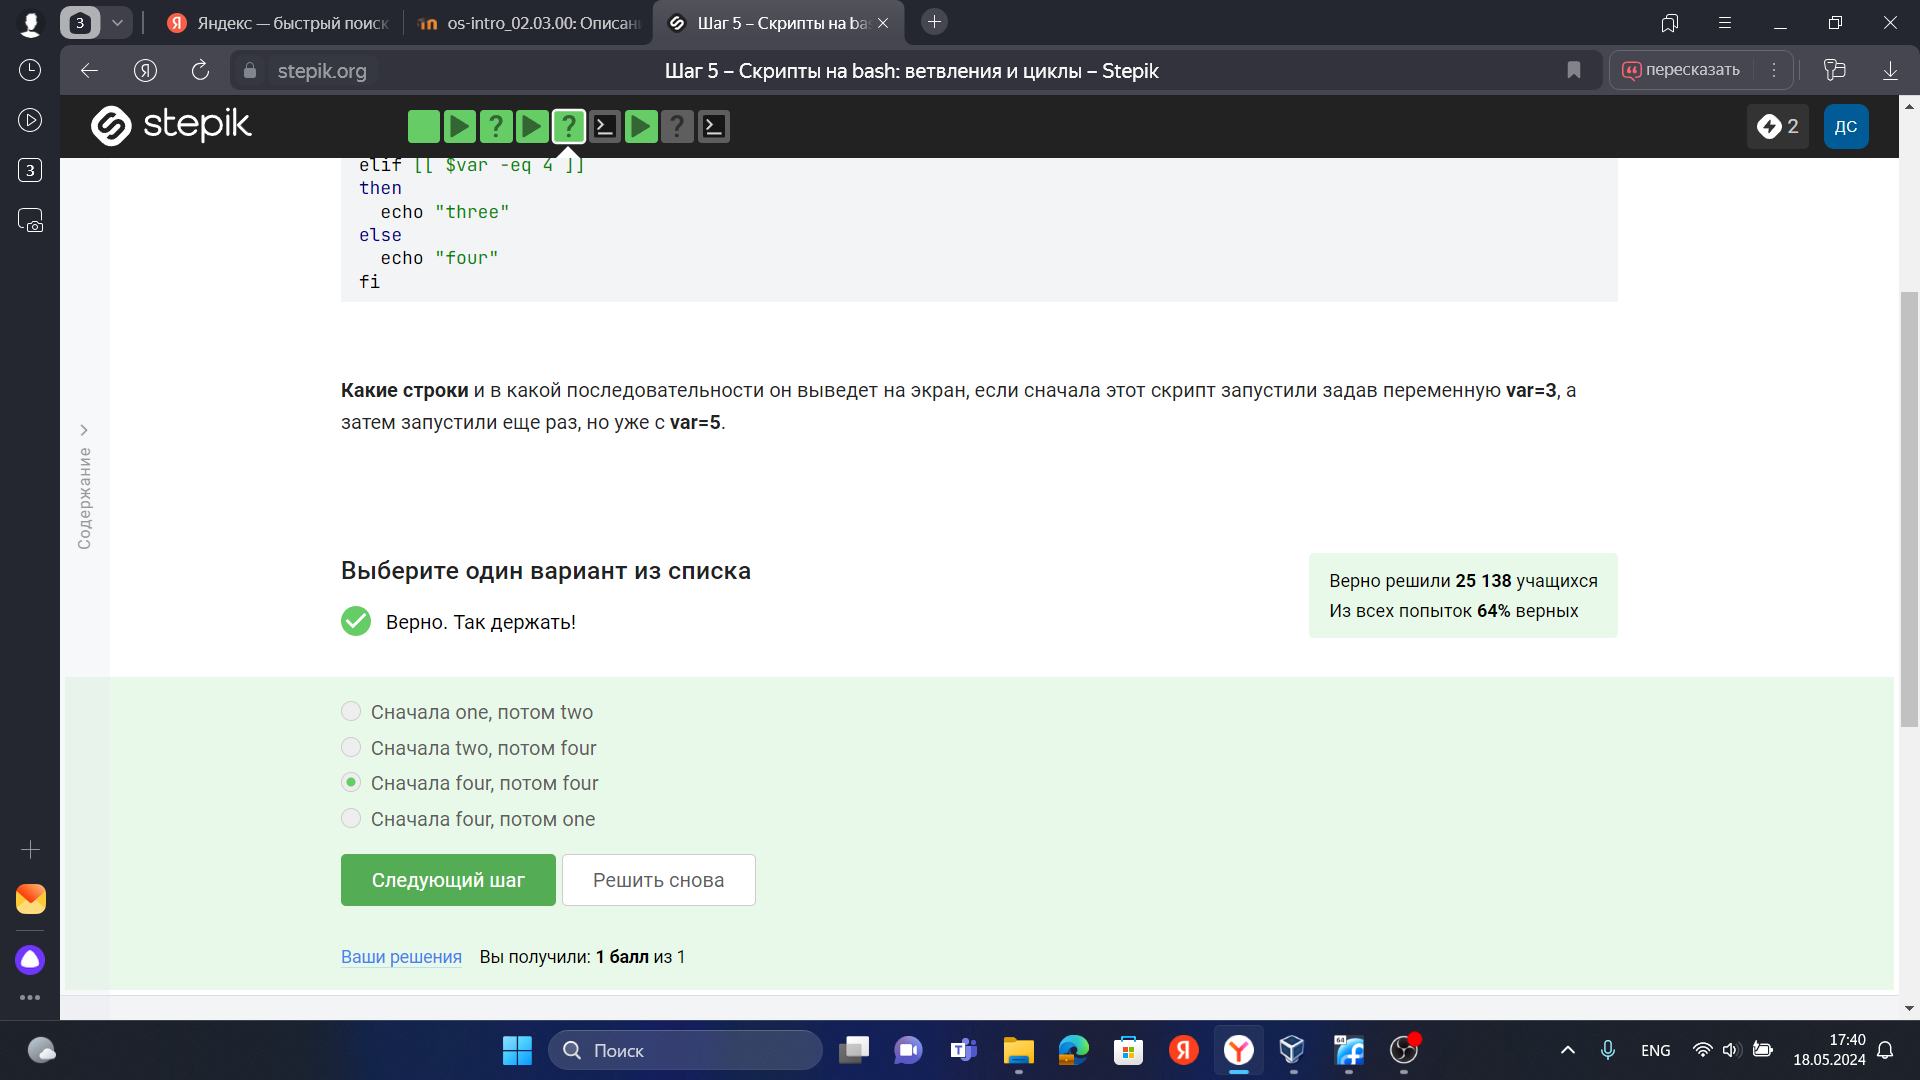 3
Яндекс — быстрый поиск
os-intro_02.03.00: Описан
Шаг 5 – Скрипты на ba
stepik.org
Шаг 5 – Скрипты на bash: ветвления и циклы – Stepik
пересказать
3
stepik
2
ДС
elif [[ $var -eq 4 ]]
then
echo "three"
else
echo "four"
fi
Содержание
Какие строки и в какой последовательности он выведет на экран, если сначала этот скрипт запустили задав переменную var=3, а
затем запустили еще раз, но уже с var=5.
Выберите один вариант из списка
Верно. Так держать!
Верно решили 25 138 учащихся
Из всех попыток 64% верных
Сначала one, потом two
Сначала two, потом four
Сначала four, потом four
Сначала four, потом one
Следующий шаг
Решить снова
Ваши решения Вы получили: 1 балл из 1
Поиск
ENG
17:40
18.05.2024